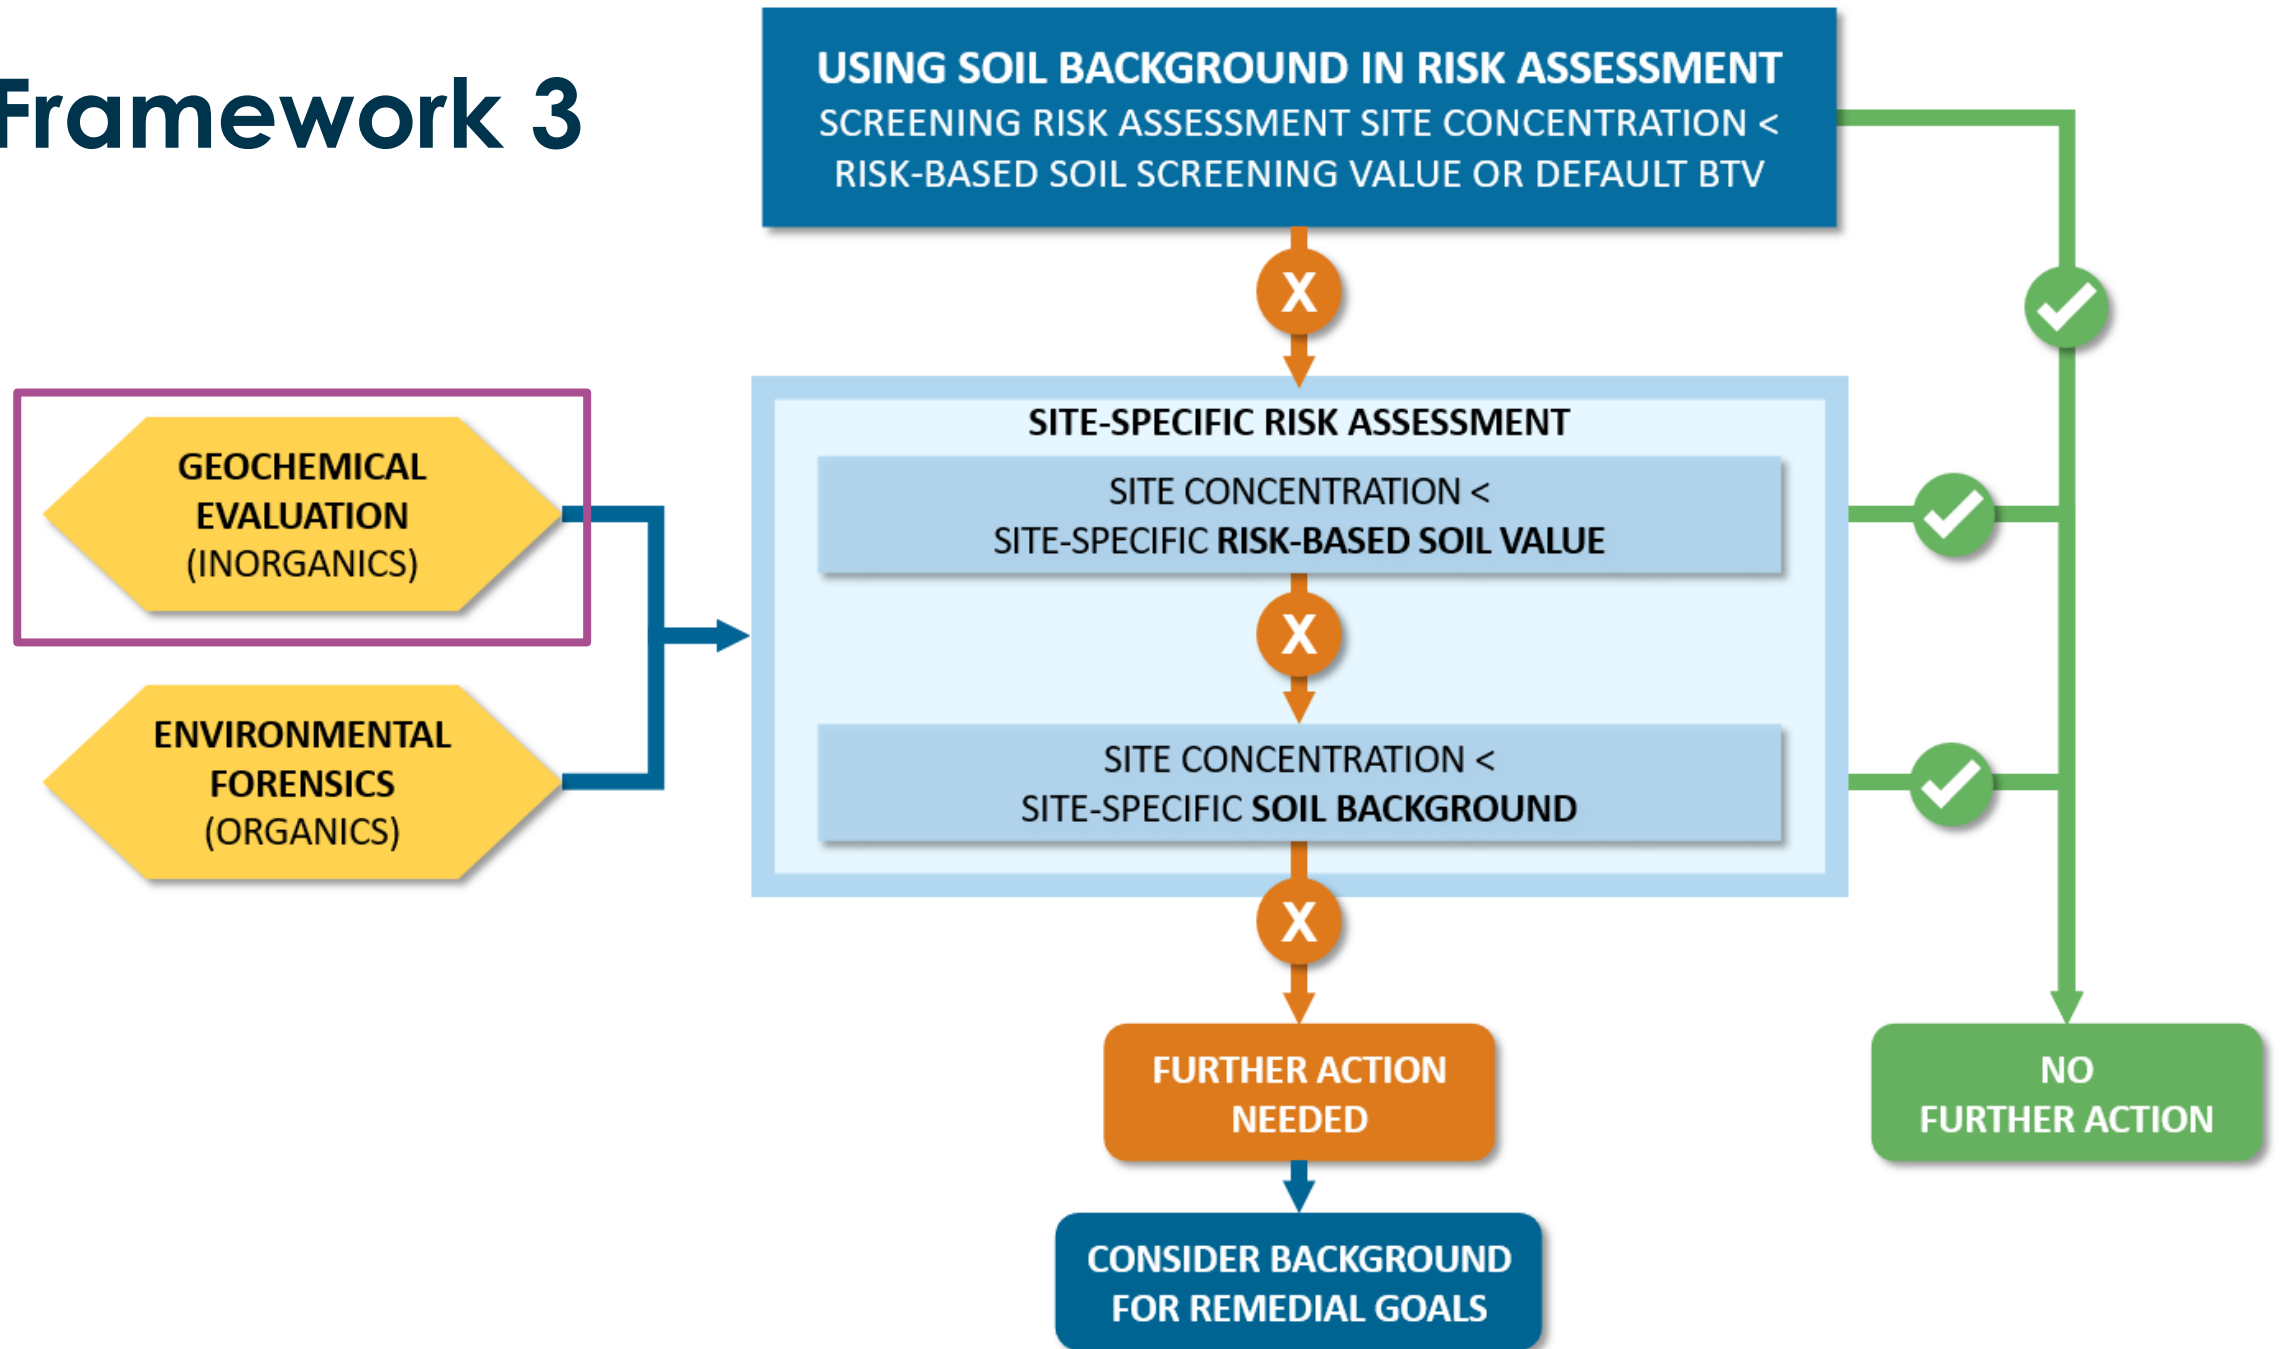 Framework 3
USING SOIL BACKGROUND IN RISK ASSESSMENT
SCREENING RISK ASSESSMENT SITE CONCENTRATION <
RISK-BASED SOIL SCREENING VALUE OR DEFAULT BTV
X
GEOCHEMICAL
EVALUATION
(INORGANICS)
ENVIRONMENTAL
FORENSICS
(ORGANICS)
SITE-SPECIFIC RISK ASSESSMENT
SITE CONCENTRATION <
SITE-SPECIFIC RISK-BASED SOIL VALUE
X
SITE CONCENTRATION <
SITE-SPECIFIC SOIL BACKGROUND
X
FURTHER ACTION
NEEDED
NO
FURTHER ACTION
CONSIDER BACKGROUND
FOR REMEDIAL GOALS